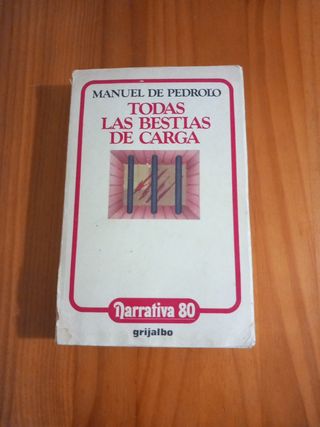 MANUEL DE PEDROLO
TODAS
LAS BESTIAS
DE CARGA
Narrativa 80
grijalbo